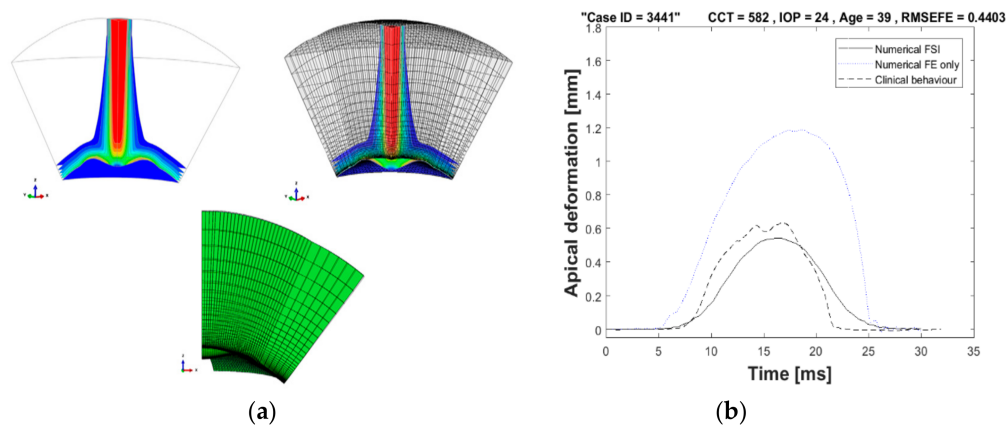 "Case ID = 3441" CCT = 582 , IOP = 24 , Age = 39 , RMSEFE = 0.4403
Numerical FSI
Numerical FE only
Clinical behaviour
1.8
1.6
1.4
1.2
1
0.8
0.6
0.4
0.2
0
Apical deformation [mm]
0 5 10 15 20 25 30 35
Time [ms]
(a)
(b)